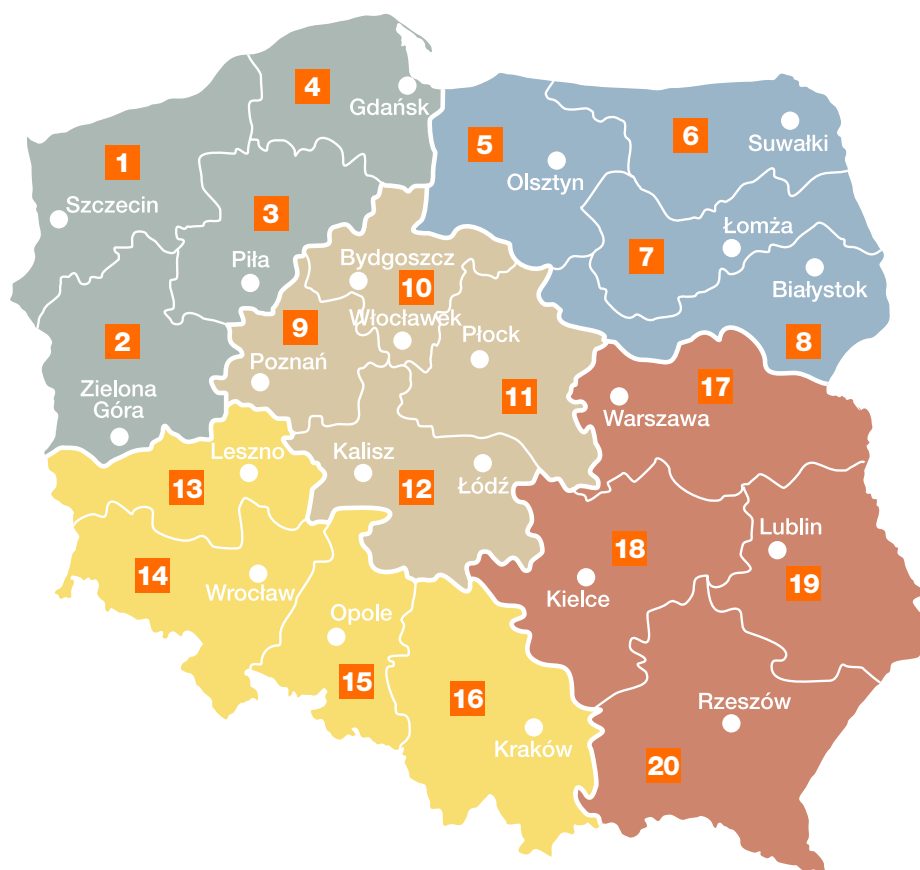 4
Gdańsk
1
Szczecin
3
Piła
2
Zielona
Góra
5
Olsztyn
6
Suwałki
7
Łomża
Białystok
8
Bydgoszcz
10
9
Włocławek
Poznań
Płock
11
Kalisz
12
Łódź
17
Warszawa
Leszno
13
14
Wrocław
Opole
15
16
Kraków
18
Kielce
Lublin
19
Rzeszów
20